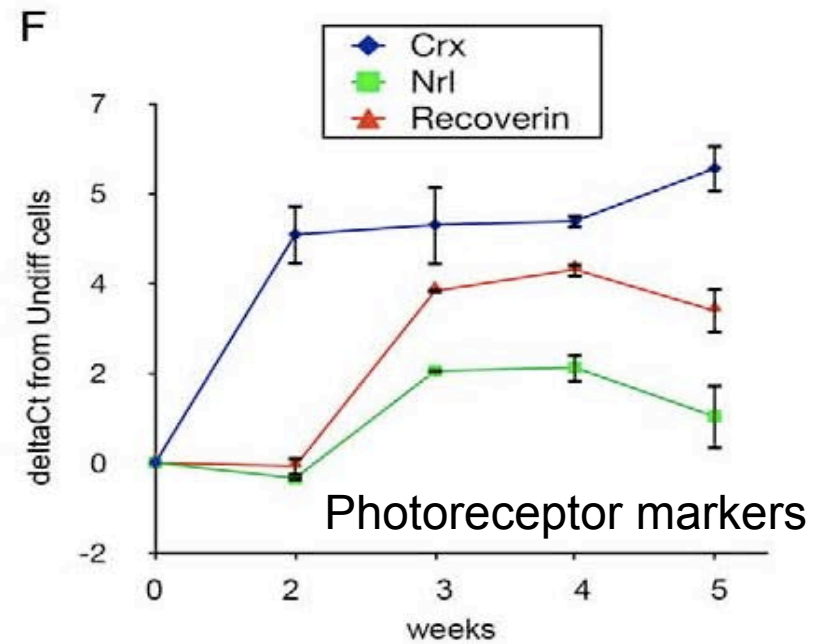 F
Crx
Nrl
Recoverin
7
5
4
2
0
-2
deltaCt from Undiff cells
Photoreceptor markers
0 2 3 4 5
weeks